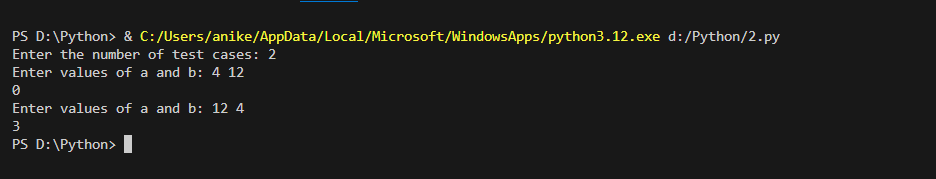 PS D:\Python> & C:/Users/anike/AppData/Local/Microsoft/WindowsApps/python3.12.exe d:/Python/2.py
Enter the number of test cases: 2
Enter values of a and b: 4 12
0
Enter values of a and b: 12 4
3
PS D:\Python>